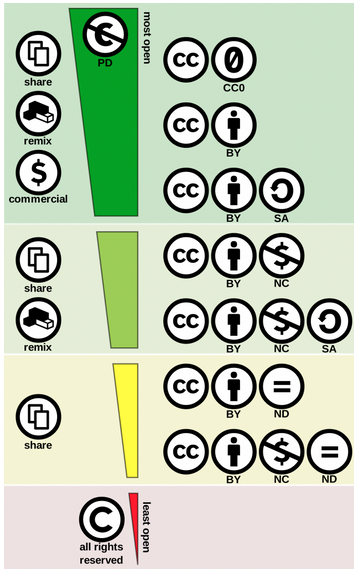 PD
most open
share
remix
$
commercial
CC 0
CC0
CC
BY
CC
BY SA
share
remix
CC $
BY NC
CC $
BY NC SA
share
CC =
BY ND
CC $ =
BY NC ND
C
all rights
reserved
least open